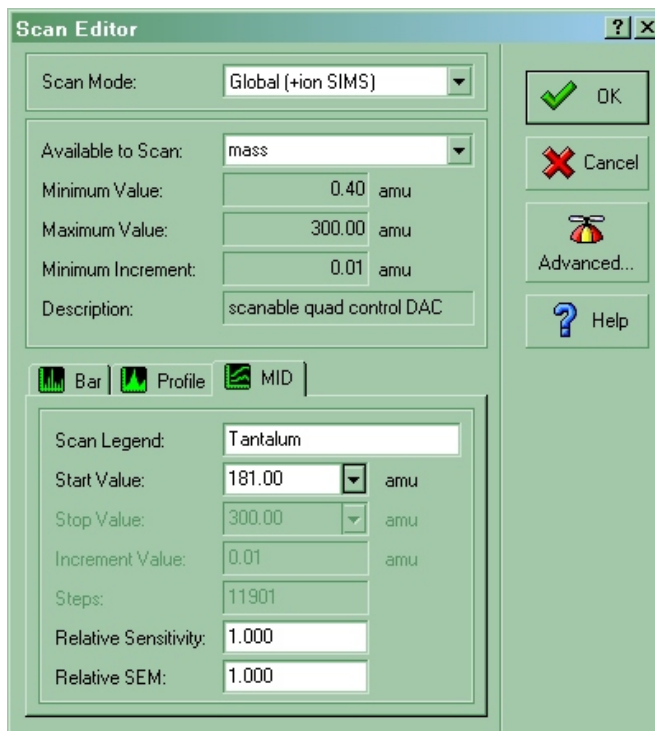 Scan Editor
Scan Mode: Global (+ion SIMS)
OK
Available to Scan: mass
Cancel
Minimum Value: 0.40 amu
Maximum Value: 300.00 amu
Minimum Increment: 0.01 amu
Advanced...
Description: scanable quad control DAC
Help
Bar Profile MID
Scan Legend: Tantalum
Start Value: 181.00 amu
Stop Value: 300.00 amu
Increment Value: 0.01 amu
Steps: 11901
Relative Sensitivity: 1.000
Relative SEM: 1.000